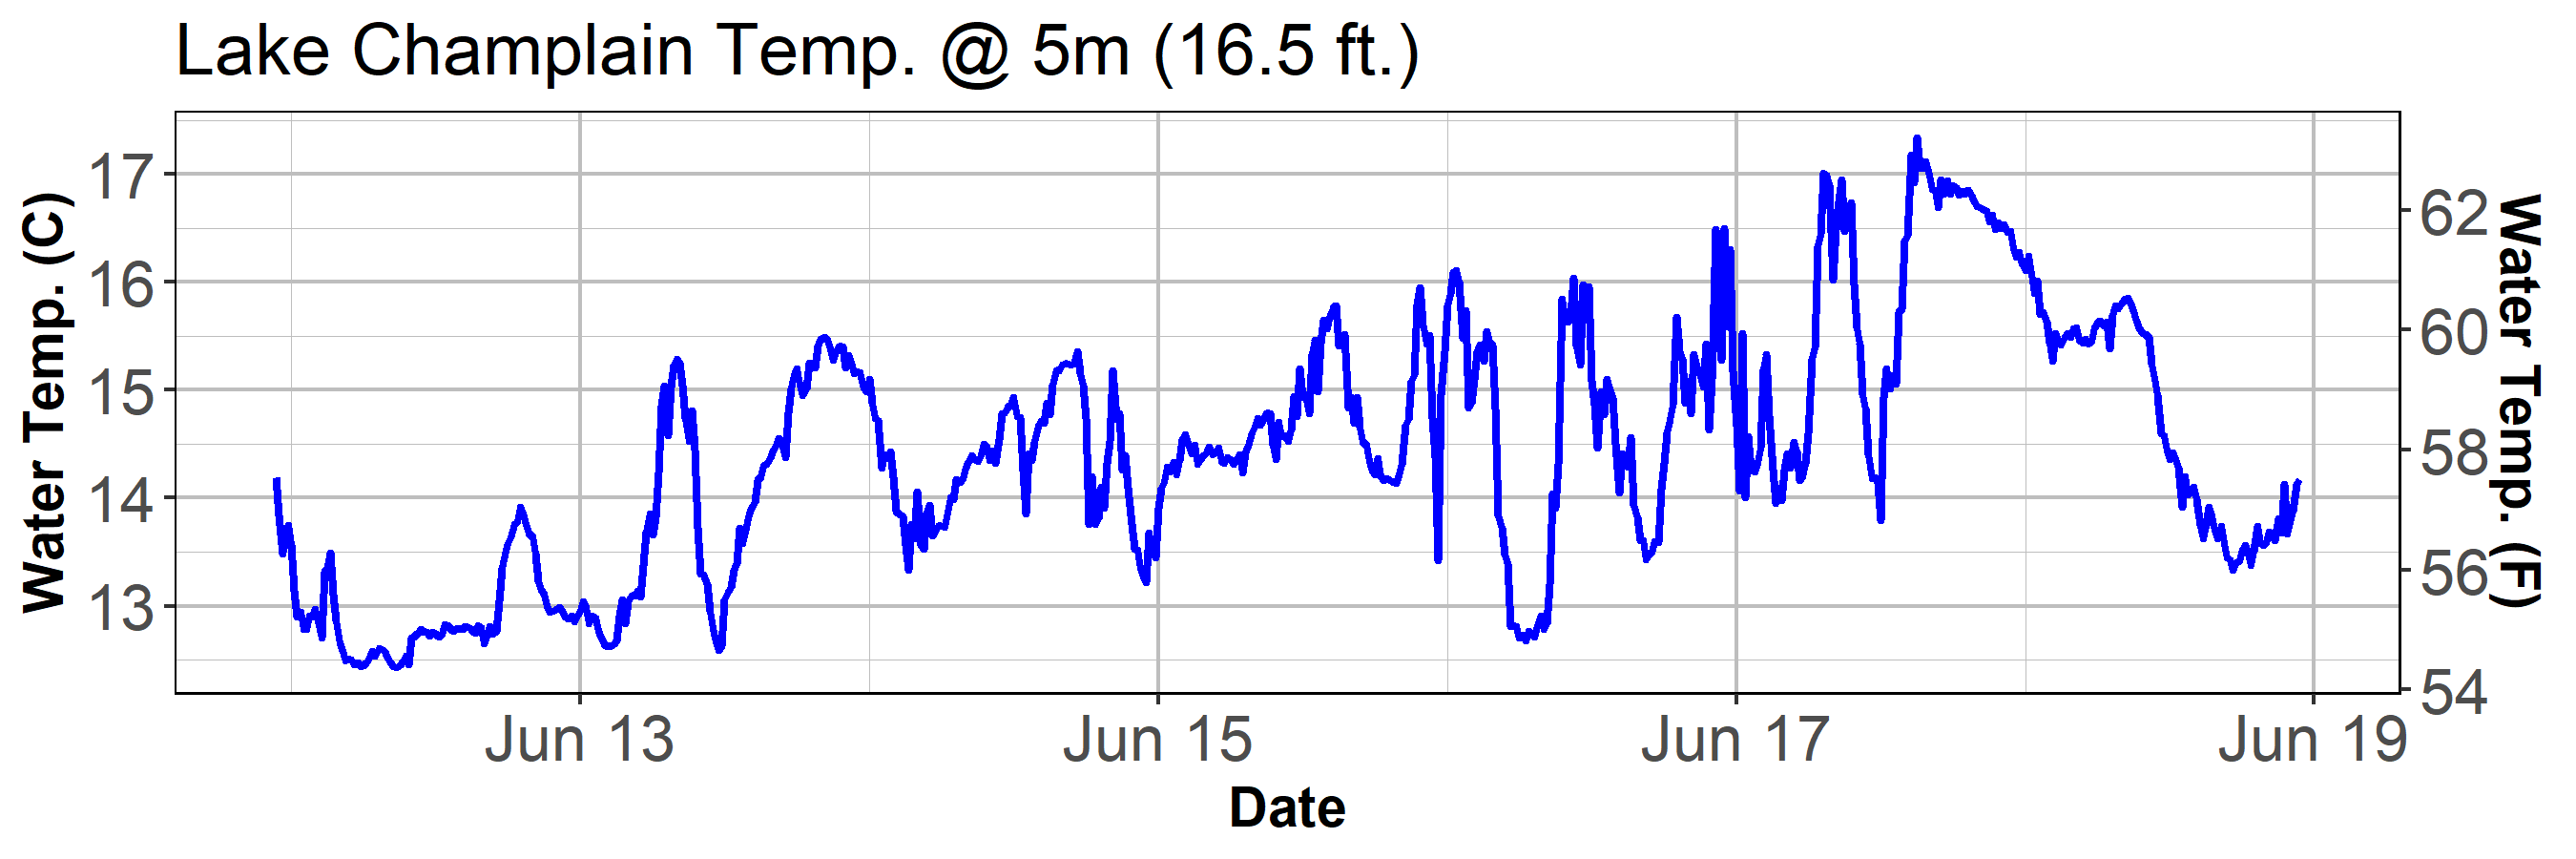 Lake Champlain Temp. @ 5m (16.5 ft.)
Water Temp. (C)
17
16
15
14
13
62
60
58
56
54
Water Temp. (F)
Jun 13 Jun 15 Jun 17 Jun 19
Date